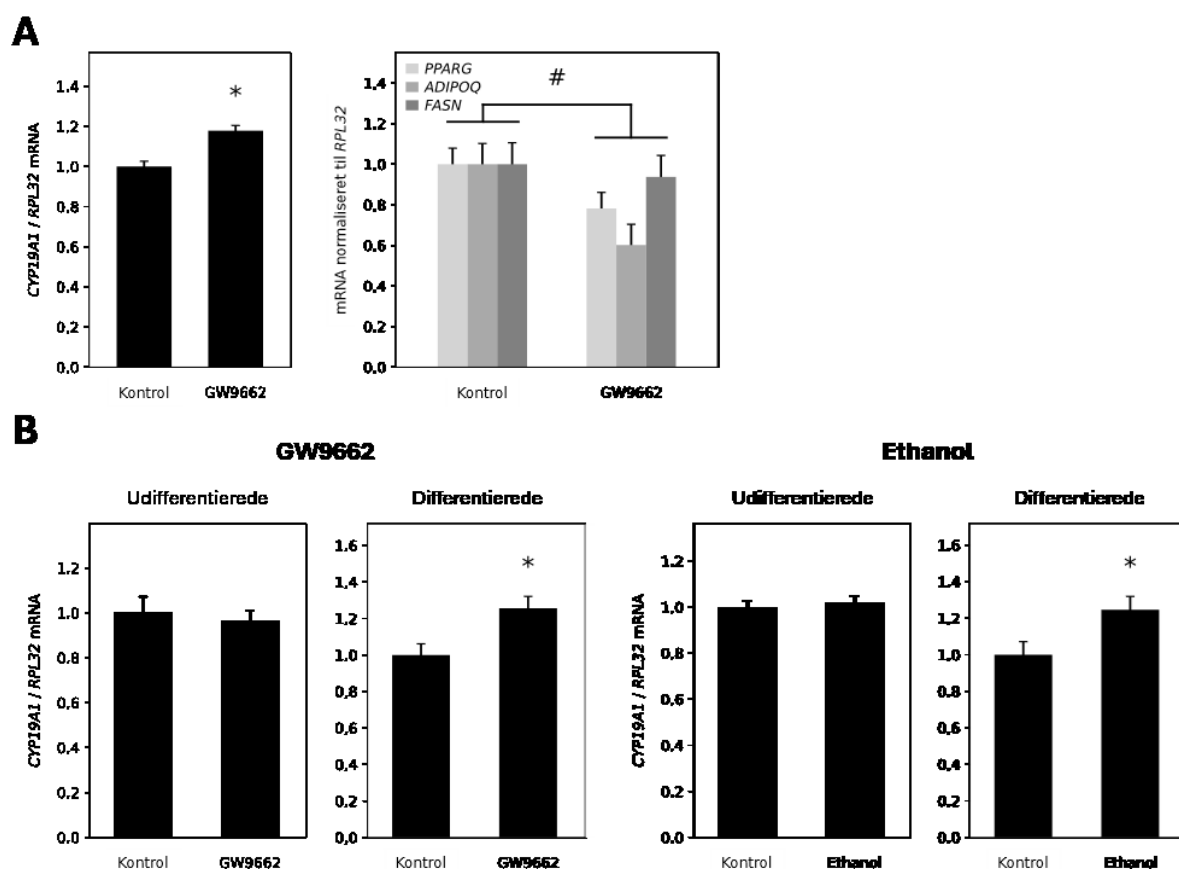 A
CYP19A1 / RPL32 mRNA
1.4
1.2
1.0
0.8
0.6
0.4
0.2
0.0
*
Kontrol GW9662
mRNA normaliseret til RPL32
1.4
1.2
1.0
0.8
0.6
0.4
0.2
0.0
PPARG
ADIPOQ
FASN
#
Kontrol GW9662
B
GW9662
Udifferentierede
CYP19A1 / RPL32 mRNA
1.2
1.0
0.8
0.6
0.4
0.2
0.0
Kontrol GW9662
Differentierede
1.6
1.4
1.2
1.0
0.8
0.6
0.4
0.2
0.0
*
Kontrol GW9662
Ethanol
Udifferentierede
CYP19A1 / RPL32 mRNA
1.2
1.0
0.8
0.6
0.4
0.2
0.0
Kontrol Ethanol
Differentierede
1.6
1.4
1.2
1.0
0.8
0.6
0.4
0.2
0.0
*
Kontrol Ethanol